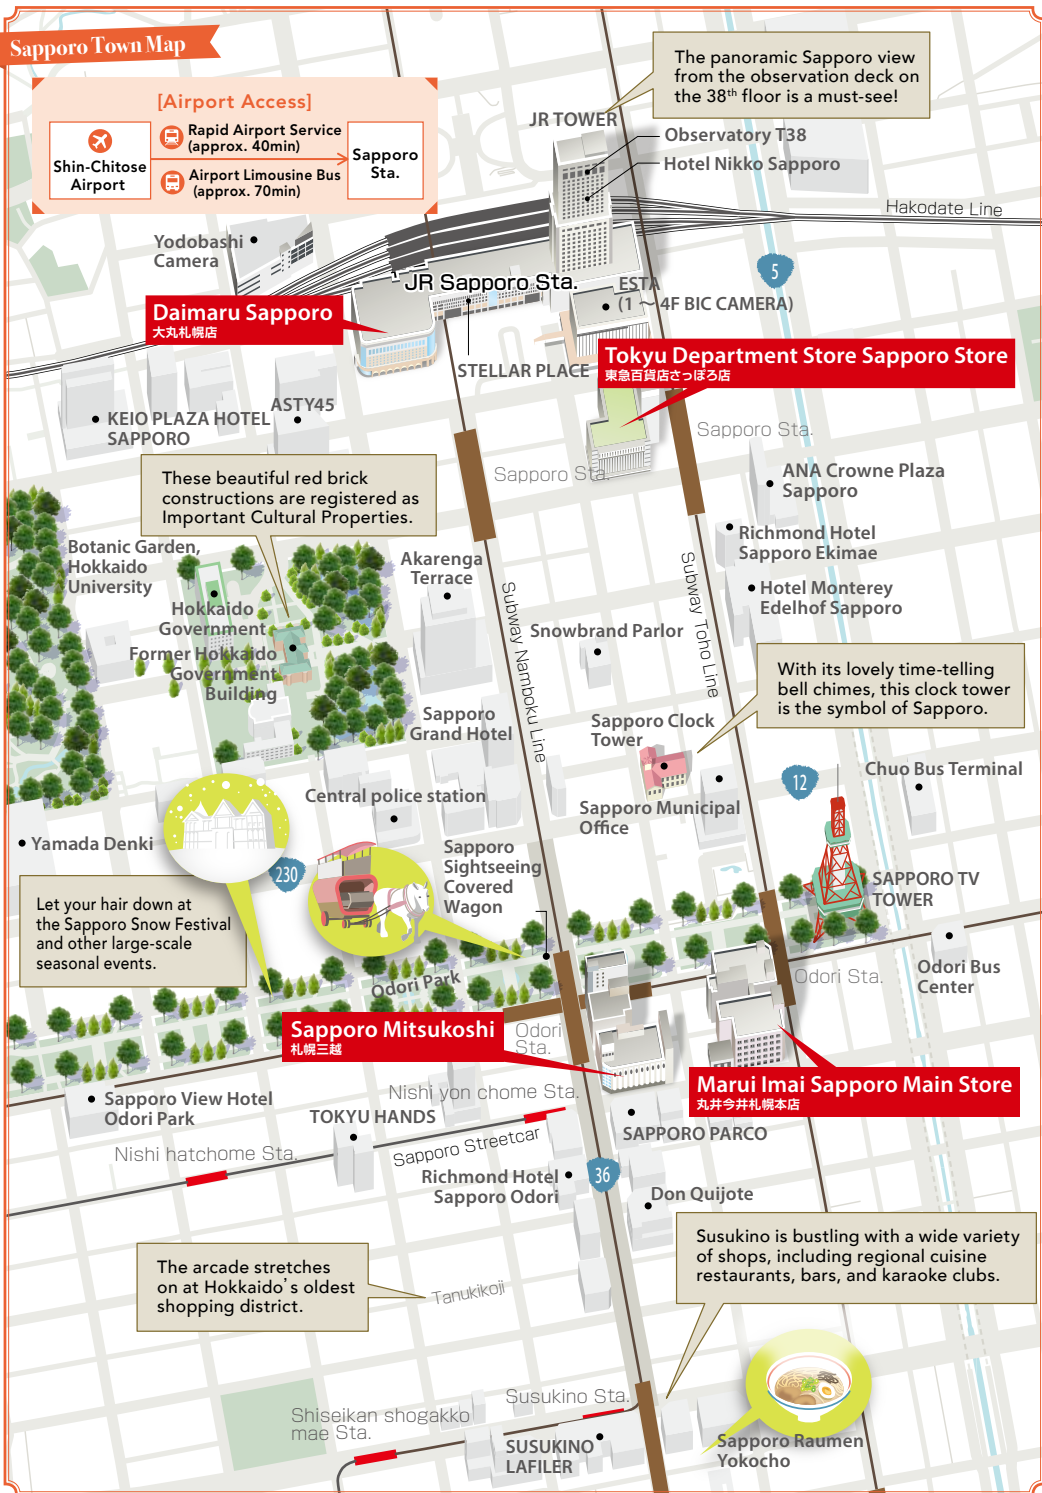 Sapporo Town Map
[Airport Access]
Shin-Chitose
Airport
Rapid Airport Service
(approx. 40min)
Airport Limousine Bus
(approx. 70min)
Sapporo
Sta.
The panoramic Sapporo view
from the observation deck on
the 38th floor is a must-see!
JR TOWER
Observatory T38
Hotel Nikko Sapporo
Hakodate Line
Yodobashi
Camera
5
JR Sapporo Sta.
ESTA
(1 ～ 4F BIC CAMERA)
Daimaru Sapporo
大丸札幌店
STELLAR PLACE
Tokyu Department Store Sapporo Store
東急百貨店さっぽろ店
KEIO PLAZA HOTEL
SAPPORO
ASTY45
Sapporo Sta.
Sapporo Sta.
ANA Crowne Plaza
Sapporo
These beautiful red brick
constructions are registered as
Important Cultural Properties.
Richmond Hotel
Sapporo Ekimae
Botanic Garden,
Hokkaido
University
Akarenga
Terrace
Subway Namboku Line
Subway Toho Line
Hotel Monterey
Edelhof Sapporo
Hokkaido
Government
Former Hokkaido
Government
Building
Snowbrand Parlor
With its lovely time-telling
bell chimes, this clock tower
is the symbol of Sapporo.
Sapporo
Grand Hotel
Sapporo Clock
Tower
12
Chuo Bus Terminal
Central police station
Sapporo Municipal
Office
Yamada Denki
230
Sapporo
Sightseeing
Covered
Wagon
SAPPORO TV
TOWER
Let your hair down at
the Sapporo Snow Festival
and other large-scale
seasonal events.
Odori Park
Odori Sta.
Odori Bus
Center
Sapporo Mitsukoshi
札幌三越
Odori
Sta.
Marui Imai Sapporo Main Store
丸井今井札幌本店
Sapporo View Hotel
Odori Park
Nishi yon chome Sta.
TOKYU HANDS
SAPPORO PARCO
Nishi hatchome Sta.
Sapporo Streetcar
Richmond Hotel
Sapporo Odori
36
Don Quijote
Susukino is bustling with a wide variety
of shops, including regional cuisine
restaurants, bars, and karaoke clubs.
The arcade stretches
on at Hokkaido's oldest
shopping district.
Tanukikoji
Susukino Sta.
Shiseikan shogakko
mae Sta.
SUSUKINO
LAFILER
Sapporo Raumen
Yokocho